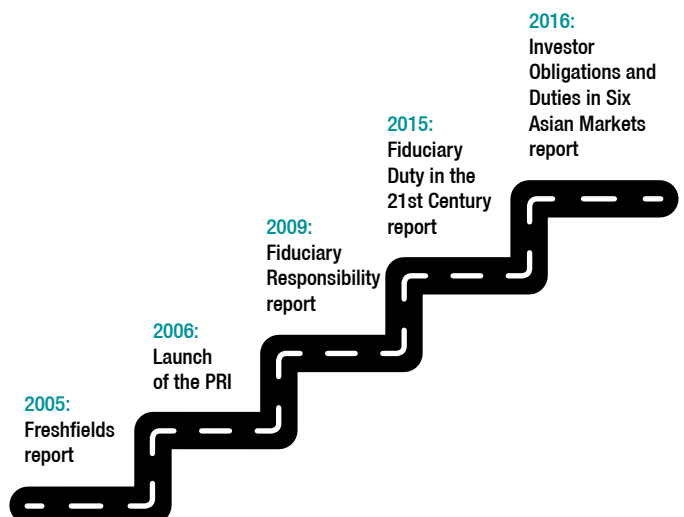 2005:
Freshfields
report
2006:
Launch
of the PRI
2009:
Fiduciary
Responsibility
report
2015:
Fiduciary
Duty in the
21st Century
report
2016:
Investor
Obligations and
Duties in Six
Asian Markets
report